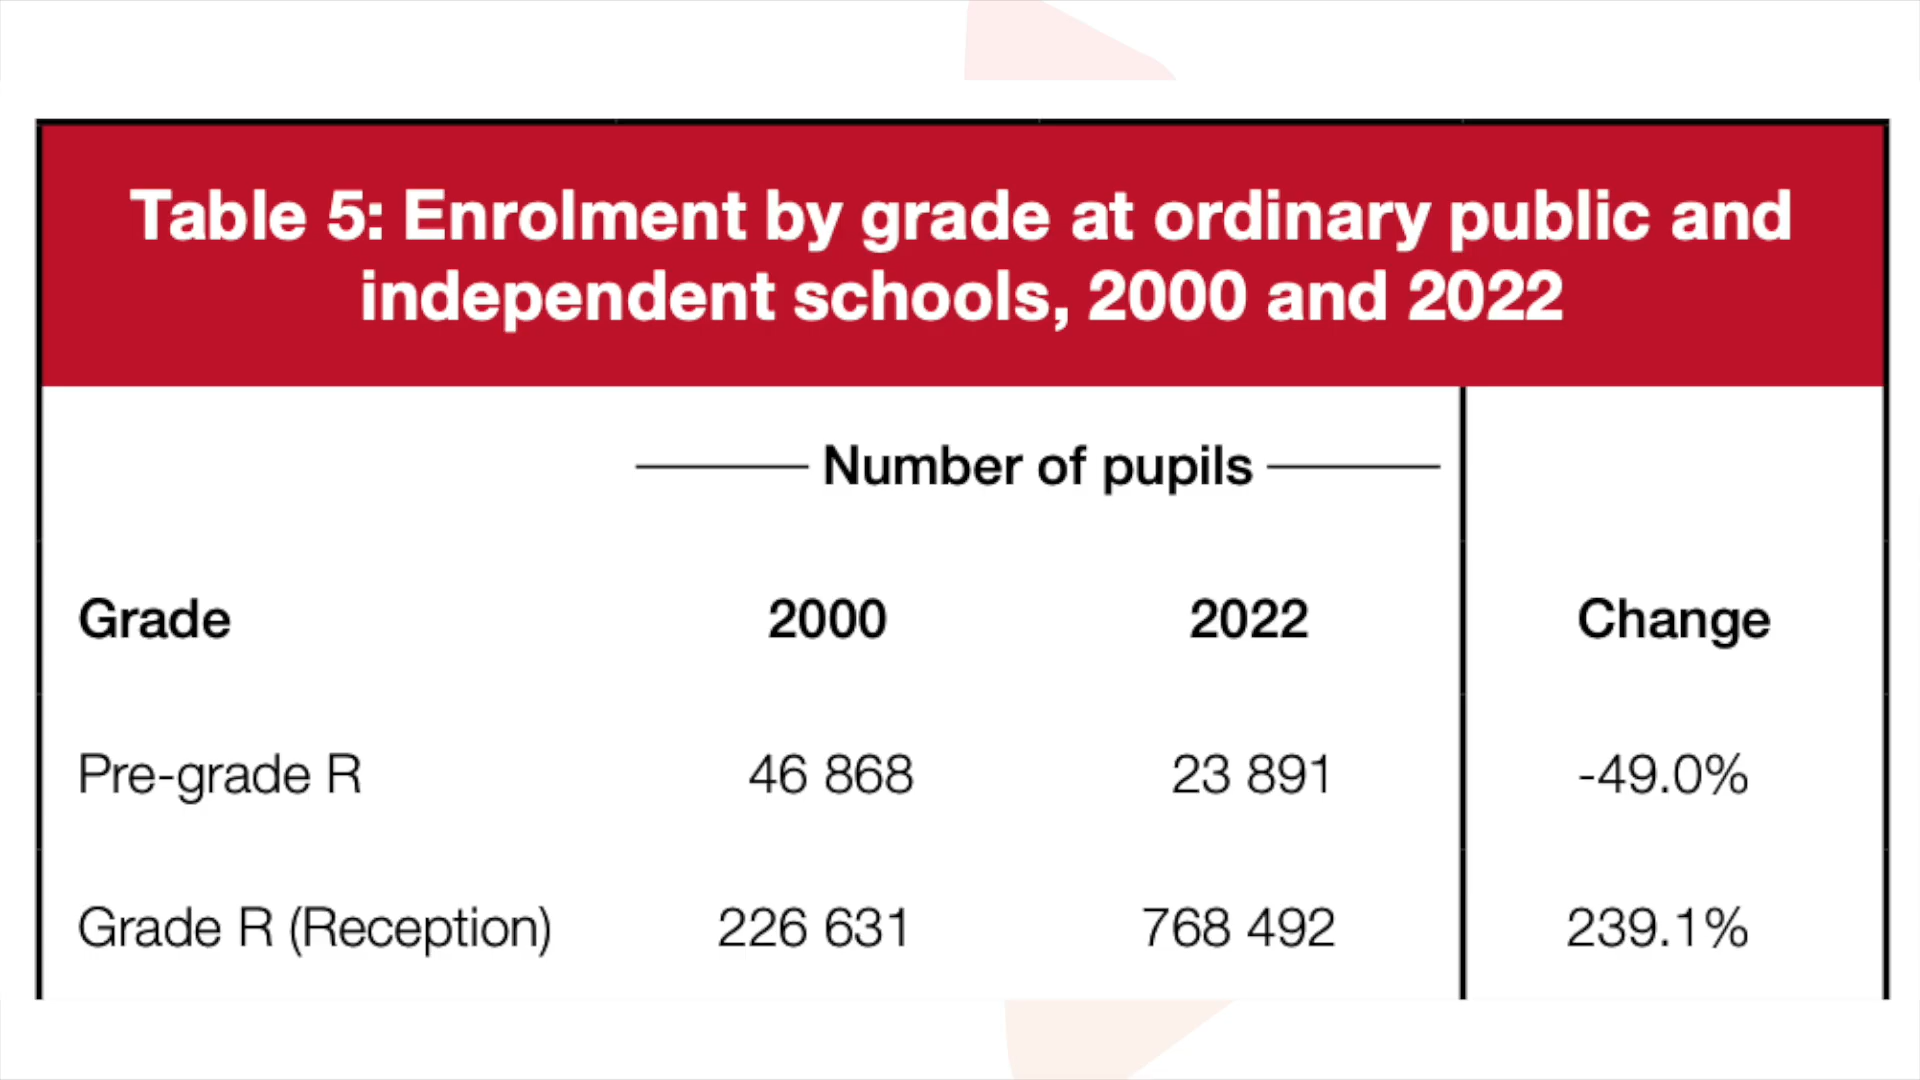 Table 5: Enrolment by grade at ordinary public and
independent schools, 2000 and 2022
Number of pupils
Grade 2000 2022 Change
Pre-grade R 46 868 23 891 -49.0%
Grade R (Reception) 226 631 768 492 239.1%